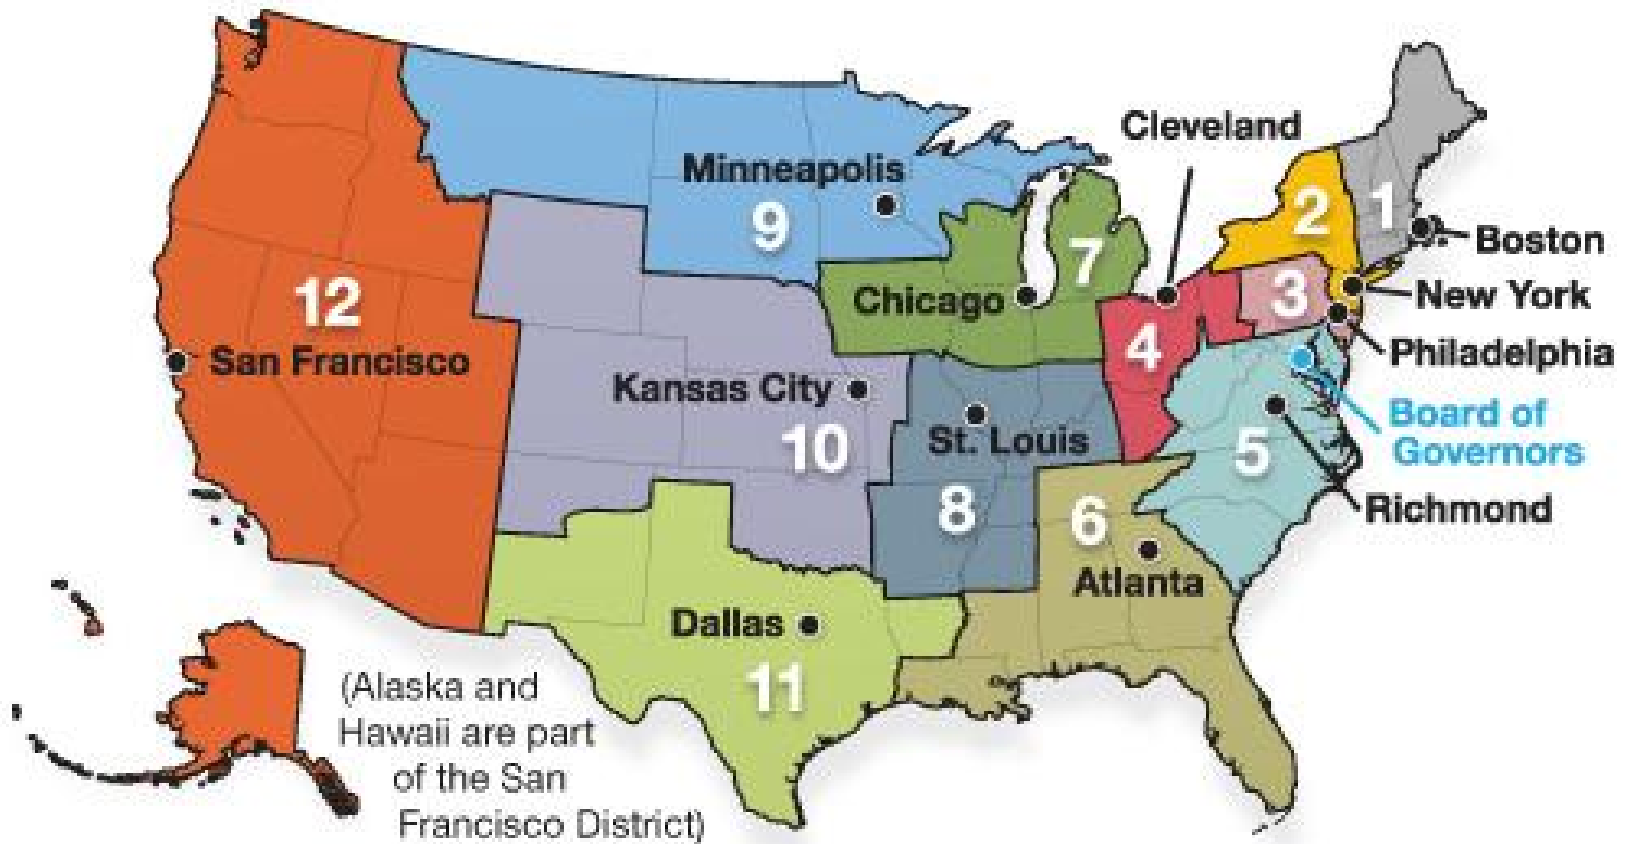 Cleveland
Minneapolis
9
2
1
7
Boston
12
Chicago
3
New York
4
San Francisco
Philadelphia
Kansas City
Board of
Governors
10
St. Louis
5
8
6
Richmond
Atlanta
Dallas
11
(Alaska and
Hawaii are part
of the San
Francisco District)